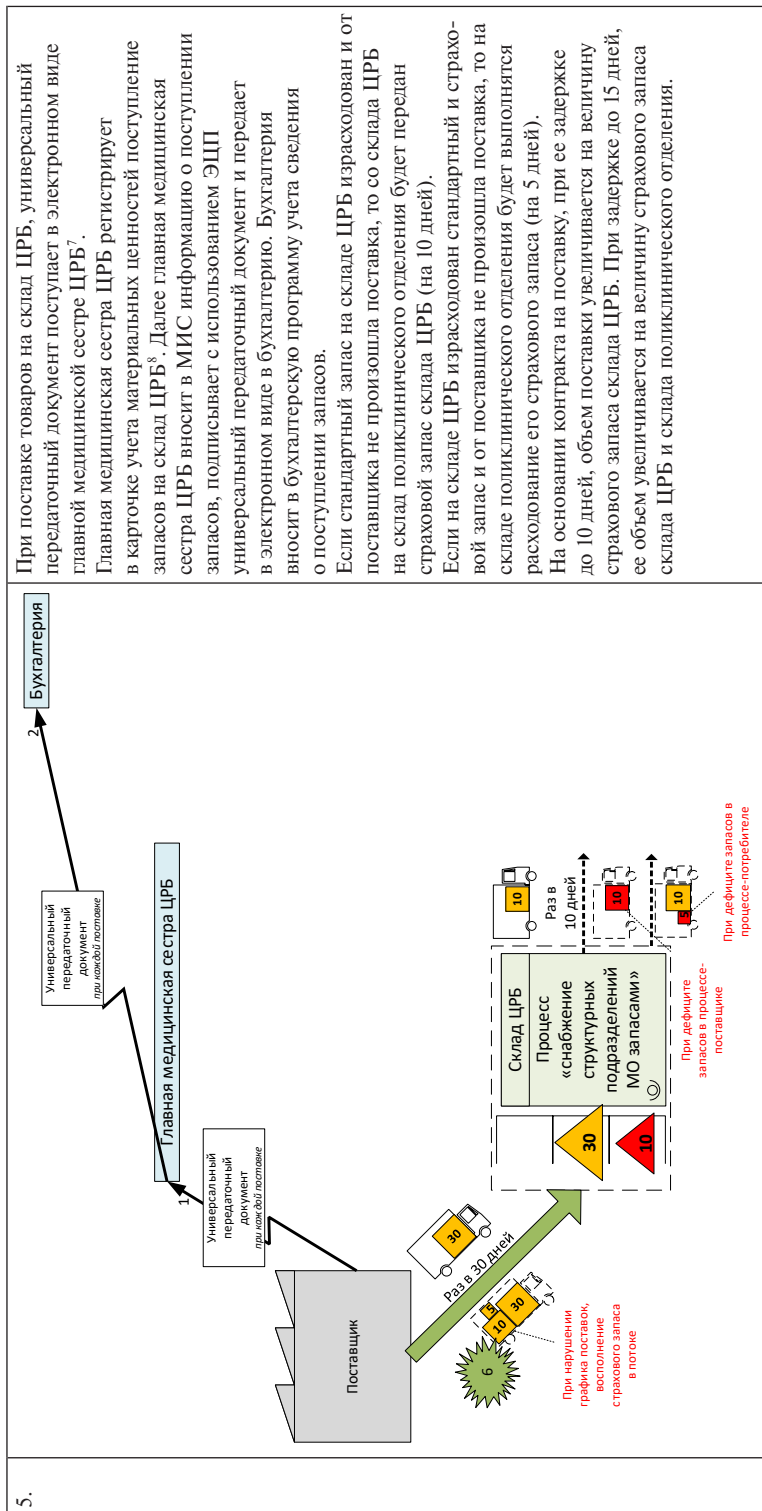 5.
2
Бухгалтерия
Универсальный
передаточный
документ
при каждой поставке
Главная медицинская сестра ЦРБ
1
Универсальный
передаточный
документ
при каждой поставке
Поставщик
Раз в 30 дней
30
6
5
10
30
При нарушении
графика поставок,
восполнение
страхового запаса
в потоке
30
10
Склад ЦРБ
Процесс
«снабжение
структурных
подразделений
МО запасами»
10
Раз в
10 дней
10
5
10
При дефиците
запасов в процессе-
поставщике
При дефиците запасов в
процессе-потребителе
При поставке товаров на склад ЦРБ, универсальный
передаточный документ поступает в электронном виде
главной медицинской сестре ЦРБ⁷.
Главная медицинская сестра ЦРБ регистрирует
в карточке учета материальных ценностей поступление
запасов на склад ЦРБ⁸. Далее главная медицинская
сестра ЦРБ вносит в МИС информацию о поступлении
запасов, подписывает с использованием ЭЦП
универсальный передаточный документ и передает
в электронном виде в бухгалтерию. Бухгалтерия
вносит в бухгалтерскую программу учета сведения
о поступлении запасов.
Если стандартный запас на складе ЦРБ израсходован и от
поставщика не произошла поставка, то со склада ЦРБ
на склад поликлинического отделения будет передан
страховой запас склада ЦРБ (на 10 дней).
Если на складе ЦРБ израсходован стандартный и страхо-
вой запас и от поставщика не произошла поставка, то на
складе поликлинического отделения будет выполнятся
расходование его страхового запаса (на 5 дней).
На основании контракта на поставку, при ее задержке
до 10 дней, объем поставки увеличивается на величину
страхового запаса склада ЦРБ. При задержке до 15 дней,
ее объем увеличивается на величину страхового запаса
склада ЦРБ и склада поликлинического отделения.